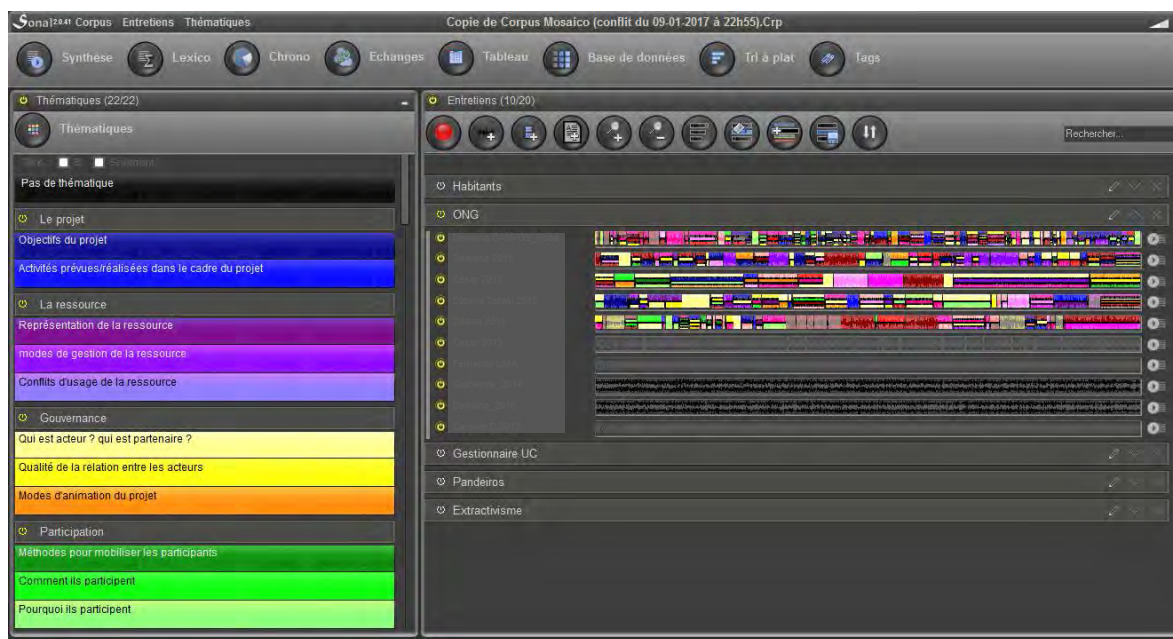 Sonal 2.0.41 Corpus Entretiens Thématiques Copie de Corpus Mosaico (conflit du 09-01-2017 à 22h55).Crp
Synthèse Lexico Chrono Echanges Tableau Base de données Tri à plat Tags
Thématiques (22/22)
Thématiques
Pas de thématique
Le projet
Objectifs du projet
Activités prévues/réalisées dans le cadre du projet
La ressource
Représentation de la ressource
modes de gestion de la ressource
Conflits d'usage de la ressource
Gouvernance
Qui est acteur ? qui est partenaire ?
Qualité de la relation entre les acteurs
Modes d'animation du projet
Participation
Méthodes pour mobiliser les participants
Comment ils participent
Pourquoi ils participent
Entretiens (10/20)
Rechercher...
Habitants
ONG
Gestionnaire UC
Pandeiros
Extractivisme